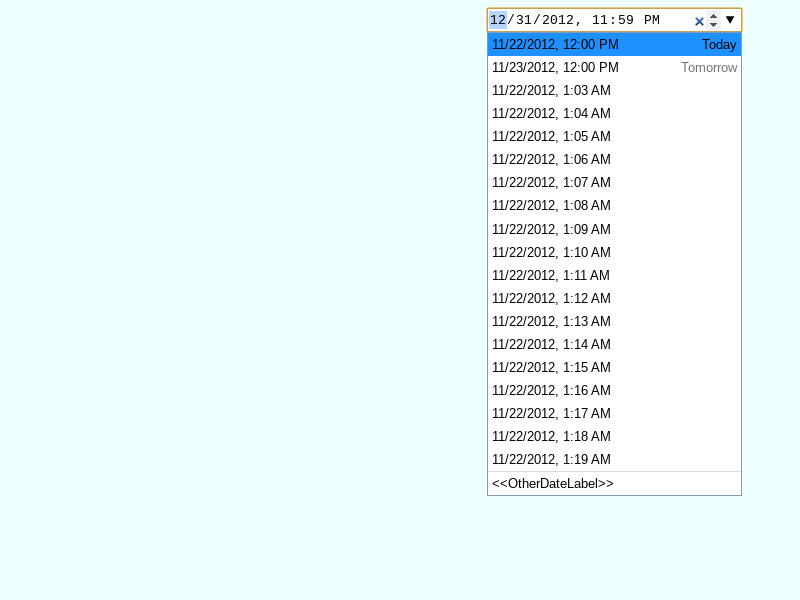 12/31/2012, 11:59 PM
11/22/2012, 12:00 PM Today
11/23/2012, 12:00 PM Tomorrow
11/22/2012, 1:03 AM
11/22/2012, 1:04 AM
11/22/2012, 1:05 AM
11/22/2012, 1:06 AM
11/22/2012, 1:07 AM
11/22/2012, 1:08 AM
11/22/2012, 1:09 AM
11/22/2012, 1:10 AM
11/22/2012, 1:11 AM
11/22/2012, 1:12 AM
11/22/2012, 1:13 AM
11/22/2012, 1:14 AM
11/22/2012, 1:15 AM
11/22/2012, 1:16 AM
11/22/2012, 1:17 AM
11/22/2012, 1:18 AM
11/22/2012, 1:19 AM
<<OtherDateLabel>>